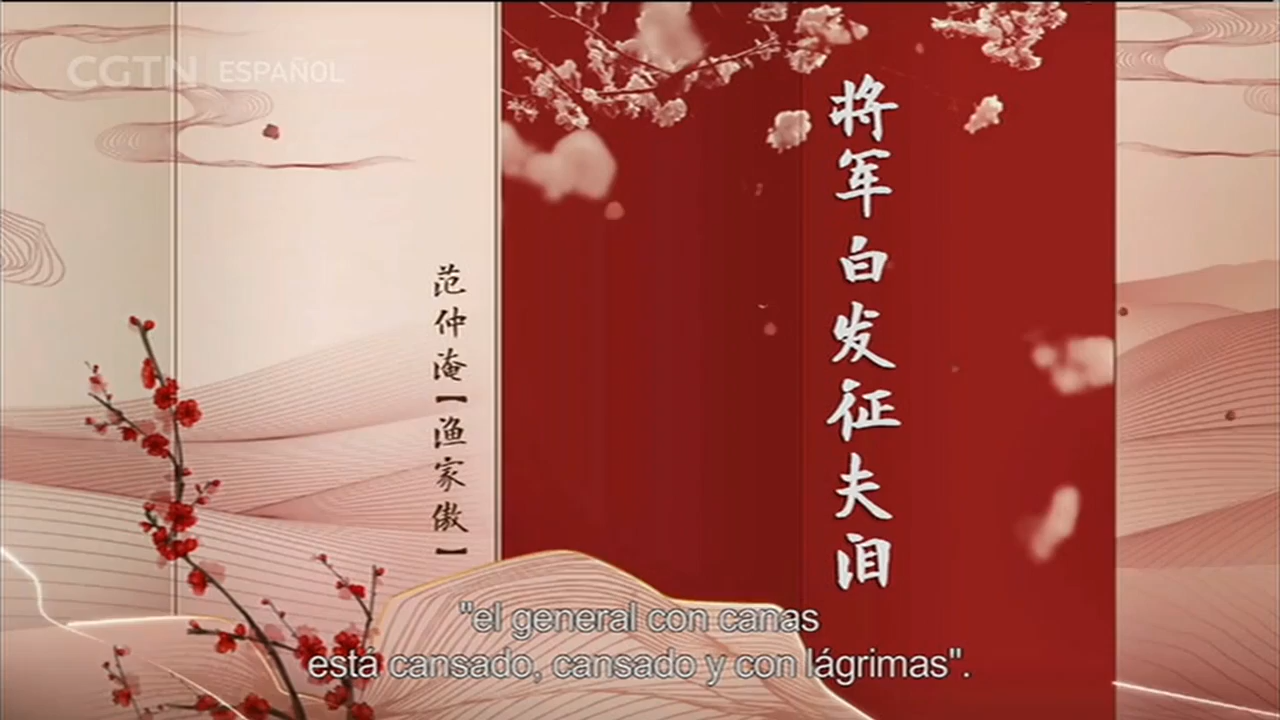 CGTN ESPAÑOL
将军白发征夫泪
范仲淹【渔家傲】
"el general con canas
está cansado, cansado y con lágrimas".